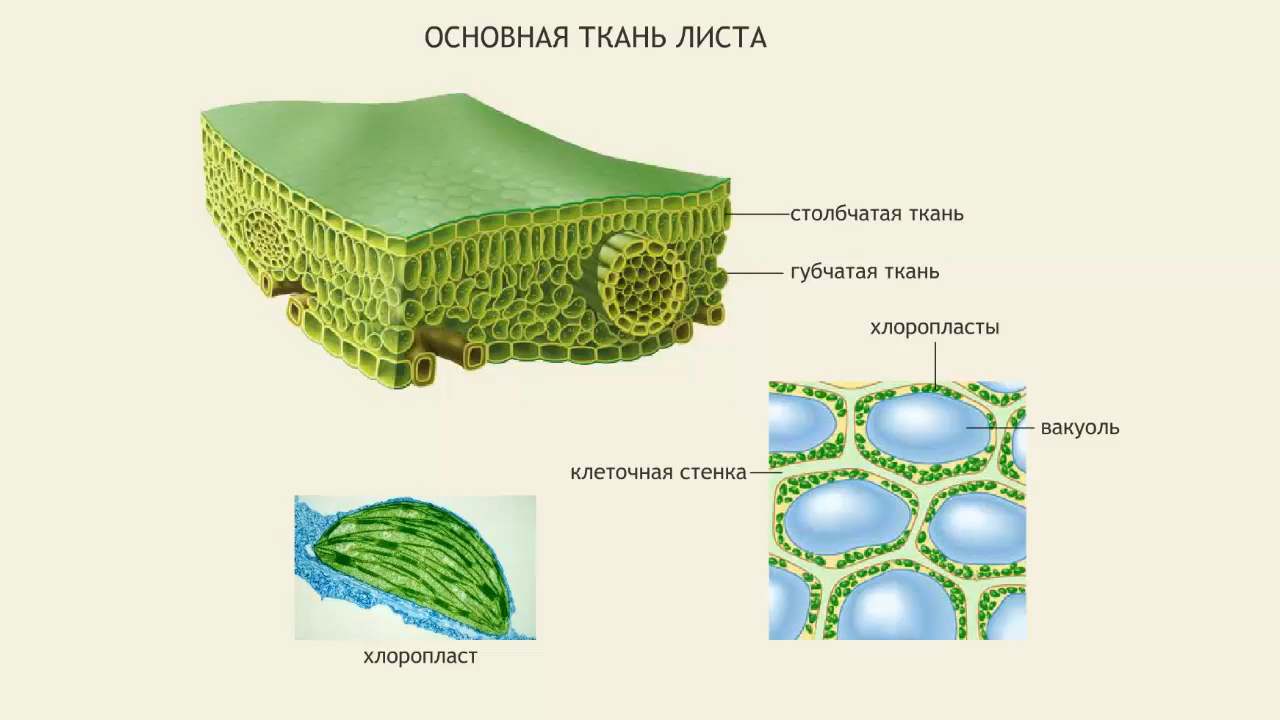 ОСНОВНАЯ ТКАНЬ ЛИСТА
столбчатая ткань
губчатая ткань
хлоропласты
вакуоль
клеточная стенка
хлоропласт